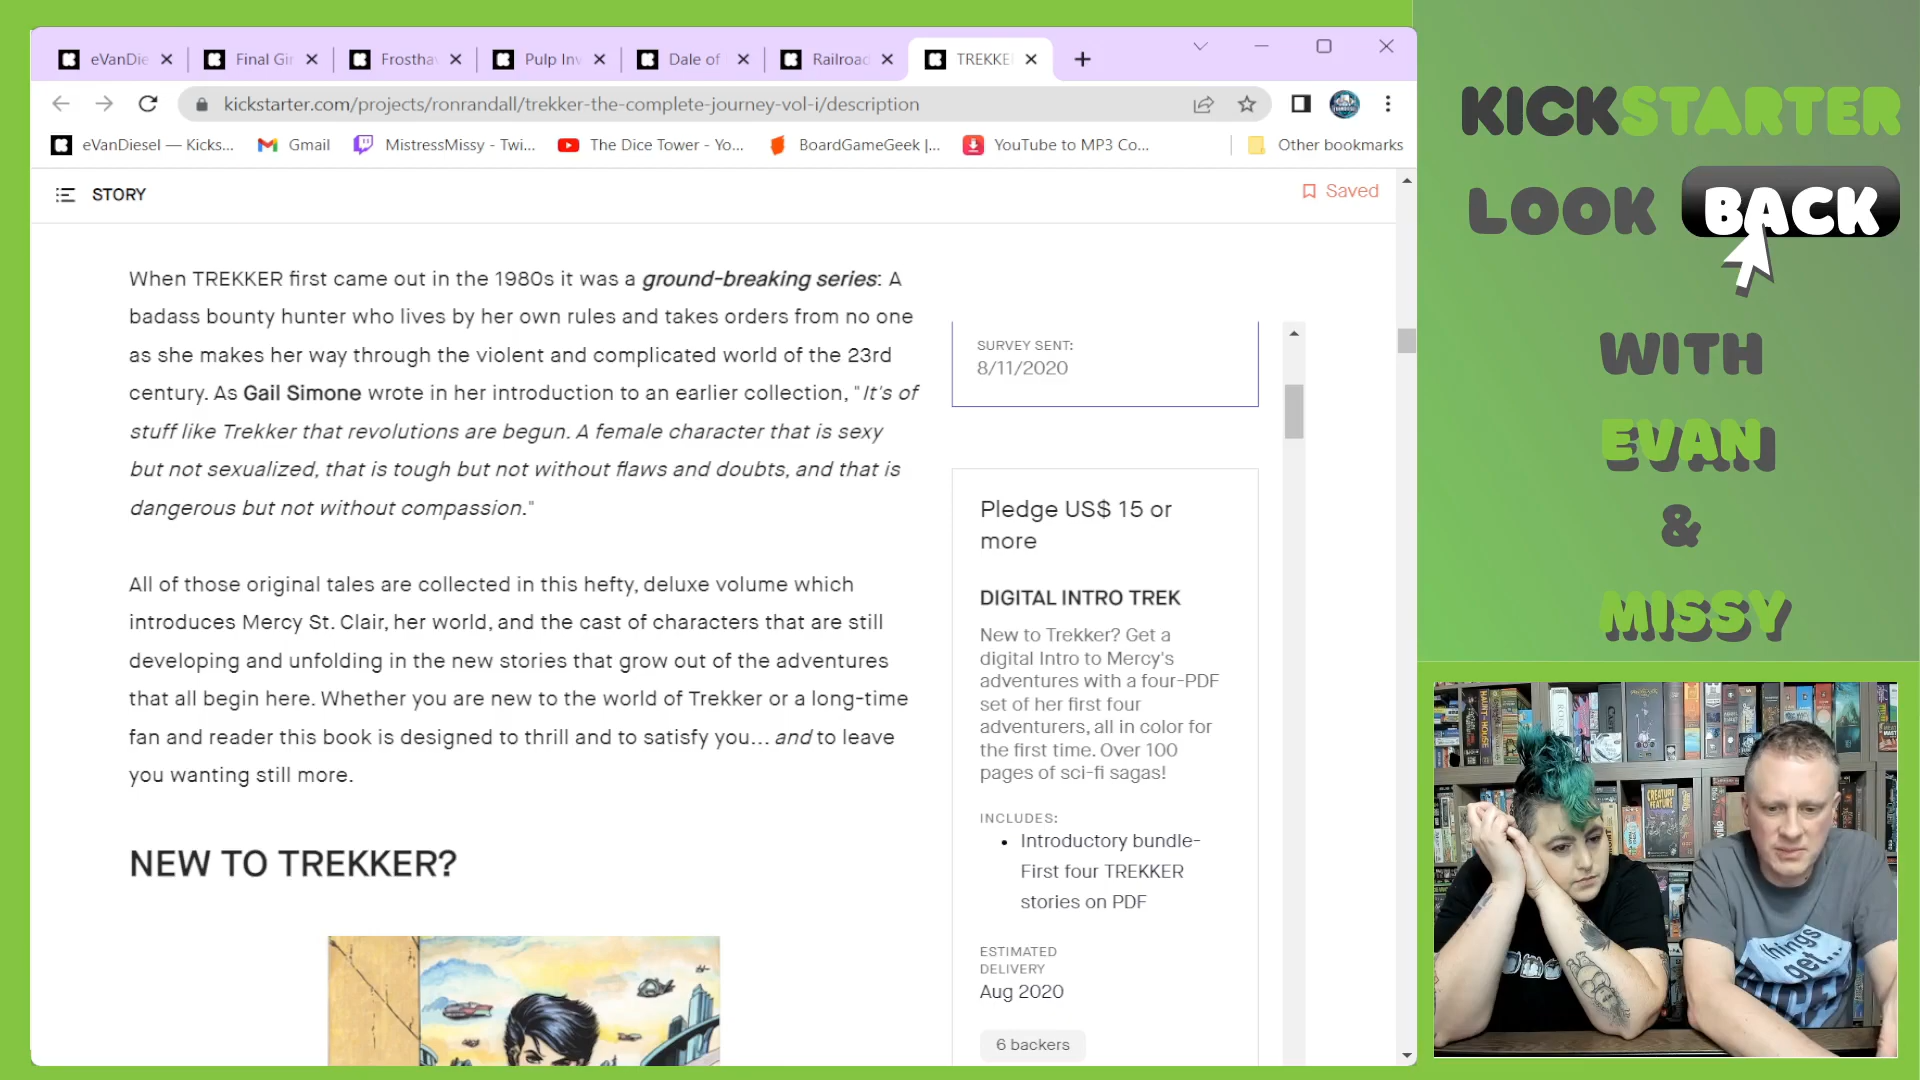 eVanDie
Final Gir
Frostha
Pulp Inv
Dale of
Railroad
TREKKE
kickstarter.com/projects/ronrandall/trekker-the-complete-journey-vol-i/description
eVanDiesel — Kicks...
Gmail
MistressMissy - Twi...
The Dice Tower - Yo...
BoardGameGeek |...
YouTube to MP3 Co...
Other bookmarks
STORY
Saved
When TREKKER first came out in the 1980s it was a ground-breaking series: A
badass bounty hunter who lives by her own rules and takes orders from no one
as she makes her way through the violent and complicated world of the 23rd
century. As Gail Simone wrote in her introduction to an earlier collection, "It's of
stuff like Trekker that revolutions are begun. A female character that is sexy
but not sexualized, that is tough but not without flaws and doubts, and that is
dangerous but not without compassion."
All of those original tales are collected in this hefty, deluxe volume which
introduces Mercy St. Clair, her world, and the cast of characters that are still
developing and unfolding in the new stories that grow out of the adventures
that all begin here. Whether you are new to the world of Trekker or a long-time
fan and reader this book is designed to thrill and to satisfy you... and to leave
you wanting still more.
NEW TO TREKKER?
SURVEY SENT:
8/11/2020
Pledge US$ 15 or
more
DIGITAL INTRO TREK
New to Trekker? Get a
digital Intro to Mercy's
adventures with a four-PDF
set of her first four
adventurers, all in color for
the first time. Over 100
pages of sci-fi sagas!
INCLUDES:
• Introductory bundle-
First four TREKKER
stories on PDF
ESTIMATED
DELIVERY
Aug 2020
6 backers
KICKSTARTER
LOOK BACK
WITH
EVAN
&
MISSY
CREATURE
FEATURE
things
get...